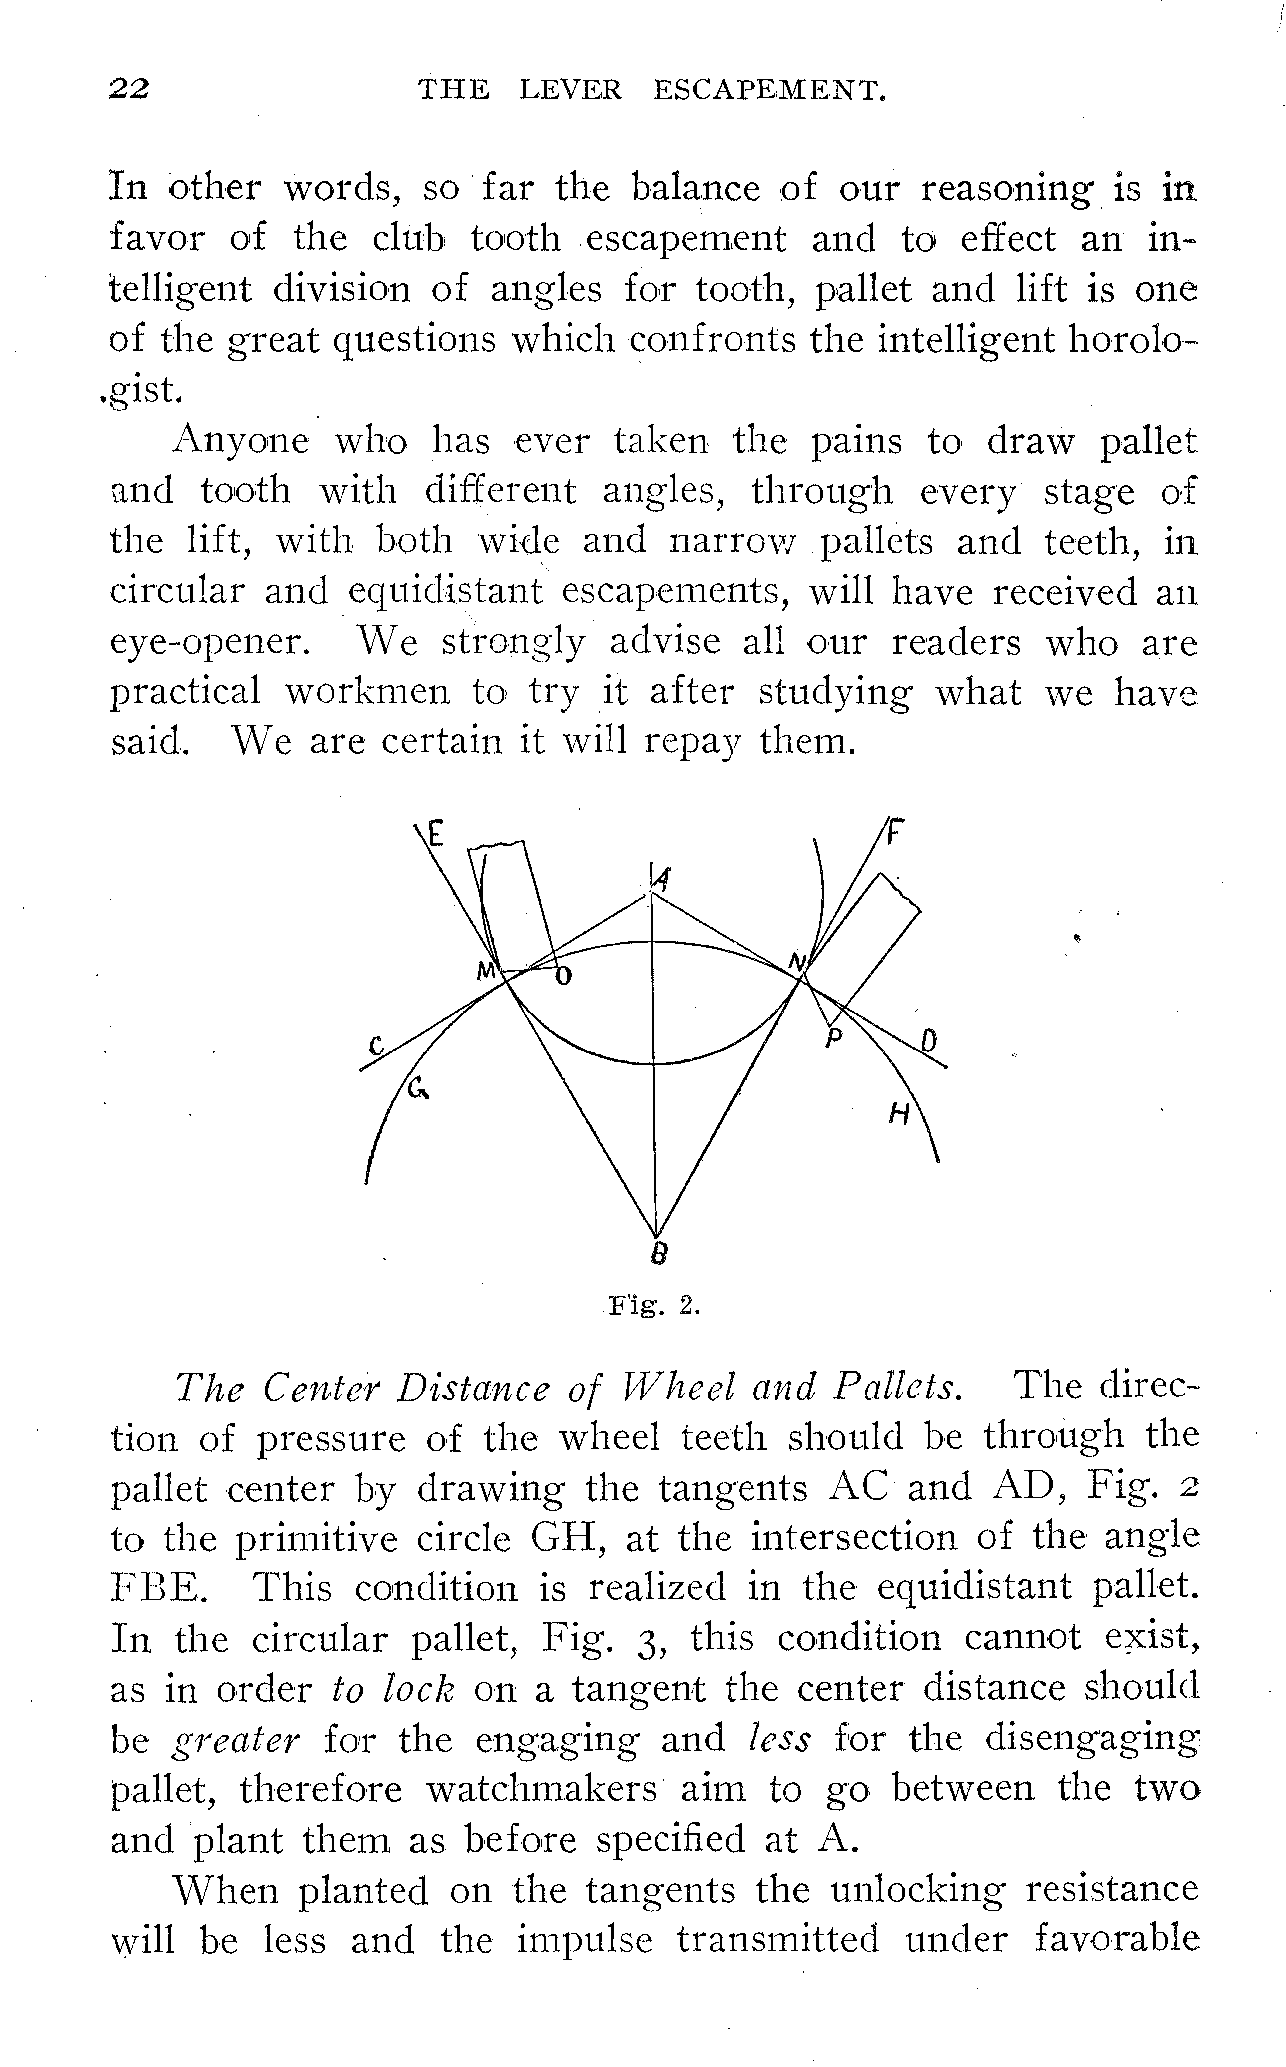 22 THE LEVER ESCAPEMENT.
In other words, so far the balance of our reasoning is in
favor of the club tooth escapement and to effect an in-
telligent division of angles for tooth, pallet and lift is one
of the great questions which confronts the intelligent horolo-
gist.
Anyone who has ever taken the pains to draw pallet
and tooth with different angles, through every stage of
the lift, with both wide and narrow pallets and teeth, in
circular and equidistant escapements, will have received an
eye-opener. We strongly advise all our readers who are
practical workmen to try it after studying what we have
said. We are certain it will repay them.
E F
A
M O N
C P D
G H
B
Fig. 2.
The Center Distance of Wheel and Pallets. The direc-
tion of pressure of the wheel teeth should be through the
pallet center by drawing the tangents AC and AD, Fig. 2
to the primitive circle GH, at the intersection of the angle
FBE. This condition is realized in the equidistant pallet.
In the circular pallet, Fig. 3, this condition cannot exist,
as in order to lock on a tangent the center distance should
be greater for the engaging and less for the disengaging
pallet, therefore watchmakers aim to go between the two
and plant them as before specified at A.
When planted on the tangents the unlocking resistance
will be less and the impulse transmitted under favorable